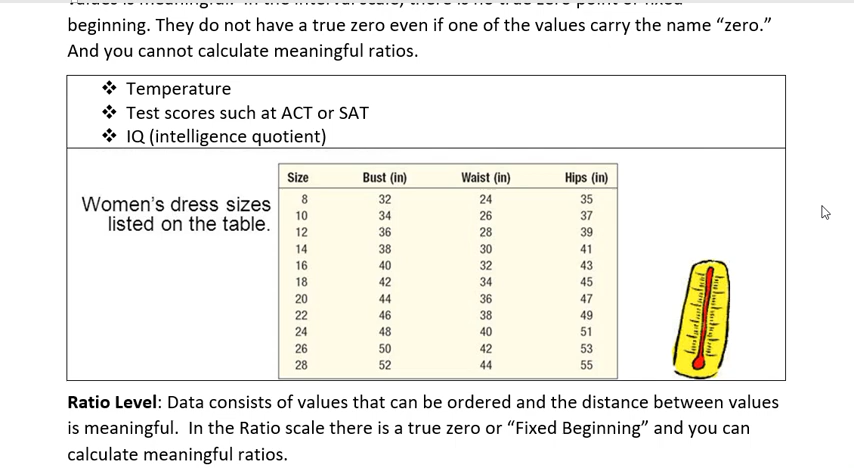 beginning. They do not have a true zero even if one of the values carry the name “zero.”
And you cannot calculate meaningful ratios.
❖ Temperature
❖ Test scores such at ACT or SAT
❖ IQ (intelligence quotient)
Women’s dress sizes
listed on the table.
Size Bust (in) Waist (in) Hips (in)
8 32 24 35
10 34 26 37
12 36 28 39
14 38 30 41
16 40 32 43
18 42 34 45
20 44 36 47
22 46 38 49
24 48 40 51
26 50 42 53
28 52 44 55
Ratio Level: Data consists of values that can be ordered and the distance between values
is meaningful.  In the Ratio scale there is a true zero or “Fixed Beginning” and you can
calculate meaningful ratios.